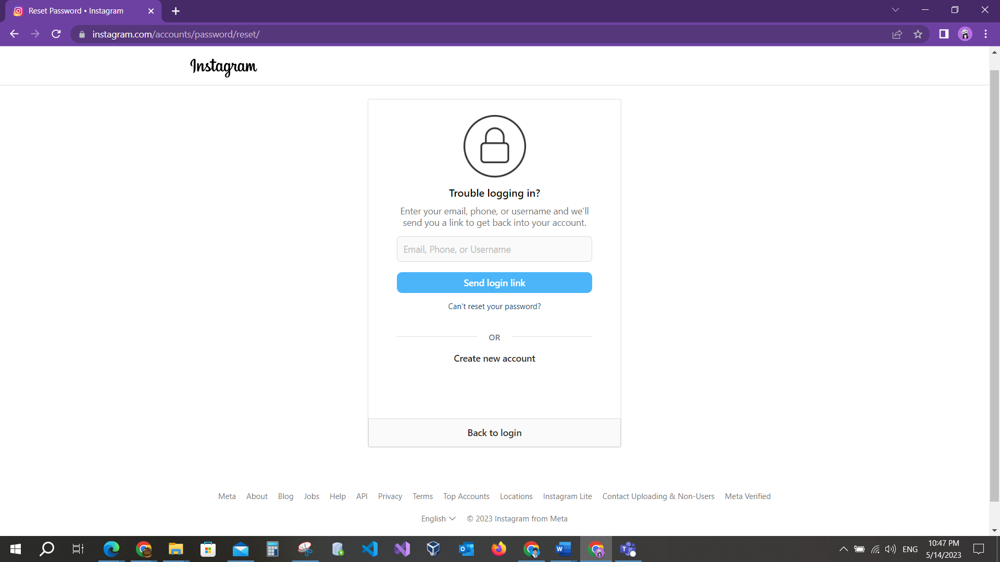 Reset Password • Instagram
instagram.com/accounts/password/reset/
Instagram
Trouble logging in?
Enter your email, phone, or username and we'll
send you a link to get back into your account.
Email, Phone, or Username
Send login link
Can't reset your password?
OR
Create new account
Back to login
Meta About Blog Jobs Help API Privacy Terms Top Accounts Locations Instagram Lite Contact Uploading & Non-Users Meta Verified
English © 2023 Instagram from Meta
ENG
10:47 PM
5/14/2023